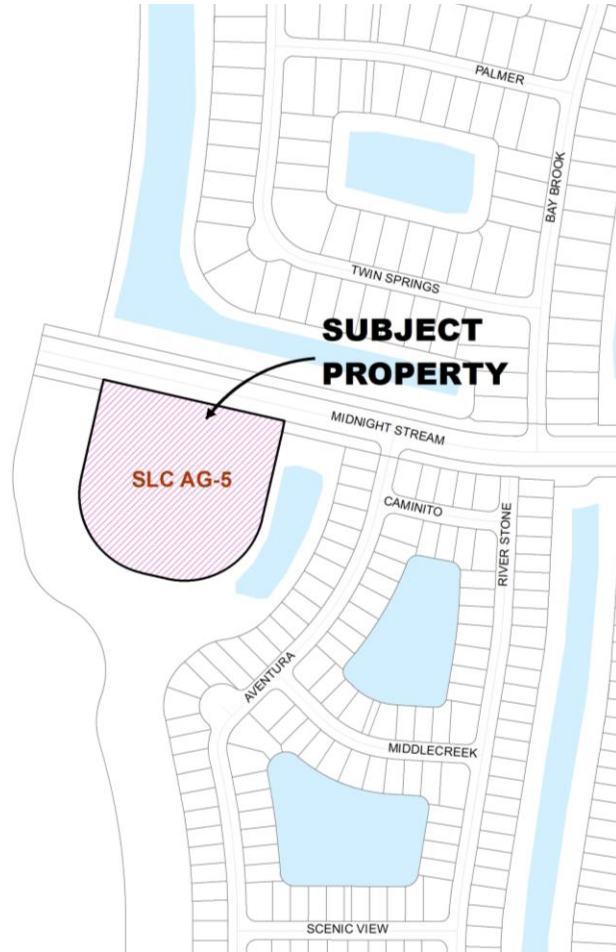 PALMER
BAY BROOK
TWIN SPRINGS
SUBJECT
PROPERTY
MIDNIGHT STREAM
SLC AG-5
CAMINITO
RIVER STONE
AVENTURA
MIDDLECREEK
SCENIC VIEW